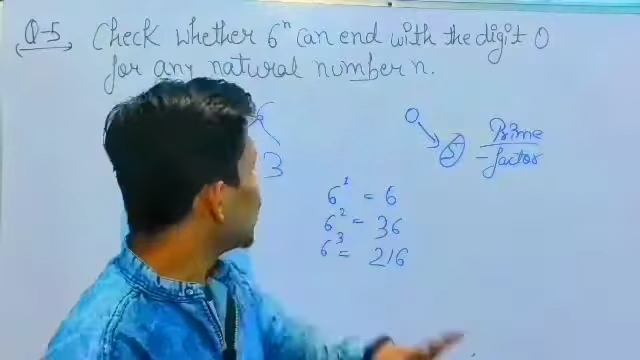 Q-5 Check whether 6ⁿ can end with the digit 0
for any natural number n.
6
3
0
5
Prime
factor
6¹ = 6
6² = 36
6³ = 216